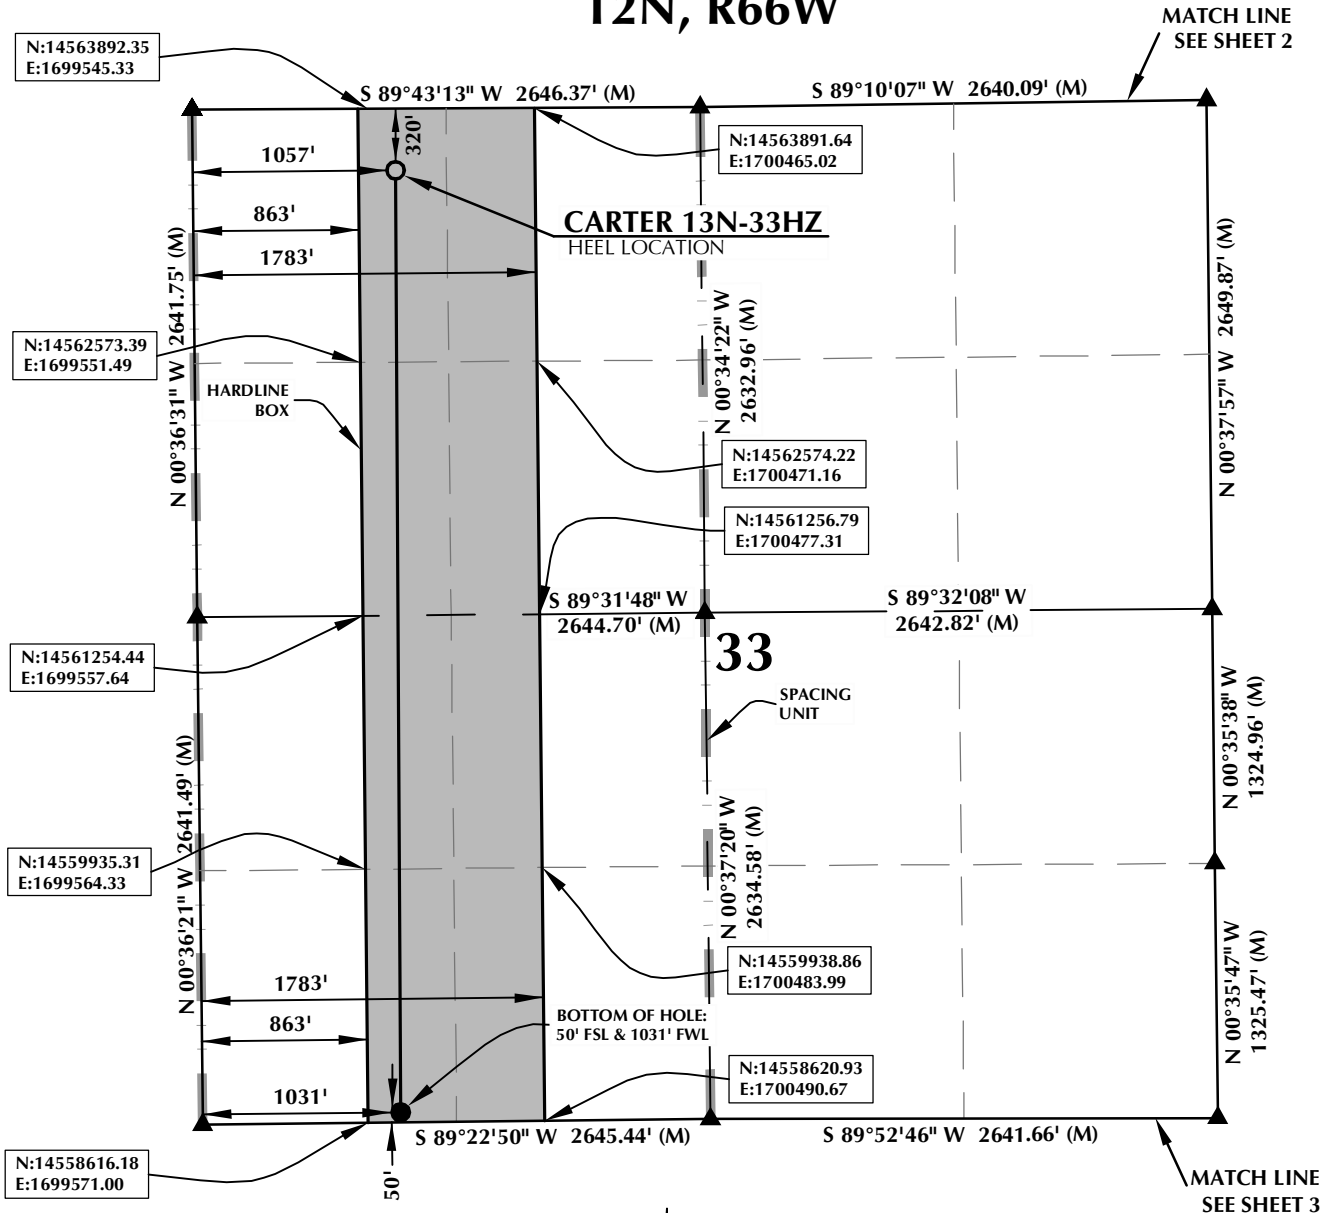 T2N, R66W
MATCH LINE
SEE SHEET 2
N:14563892.35
E:1699545.33
S 89°43'13" W 2646.37' (M)
S 89°10'07" W 2640.09' (M)
320'
N:14563891.64
E:1700465.02
1057'
CARTER 13N-33HZ
HEEL LOCATION
863'
1783'
N 00°36'31" W 2641.75' (M)
N 00°34'22" W
2632.96' (M)
N 00°37'57" W 2649.87' (M)
N:14562573.39
E:1699551.49
HARDLINE
BOX
N:14562574.22
E:1700471.16
N:14561256.79
E:1700477.31
S 89°31'48" W
2644.70' (M)
S 89°32'08" W
2642.82' (M)
33
N:14561254.44
E:1699557.64
SPACING
UNIT
N 00°35'38" W
1324.96' (M)
N 00°36'21" W 2641.49' (M)
N 00°37'20" W
2634.58' (M)
N:14559935.31
E:1699564.33
N:14559938.86
E:1700483.99
N 00°35'47" W
1325.47' (M)
1783'
863'
BOTTOM OF HOLE:
50' FSL & 1031' FWL
N:14558620.93
E:1700490.67
1031'
S 89°22'50" W 2645.44' (M)
S 89°52'46" W 2641.66' (M)
N:14558616.18
E:1699571.00
50'
MATCH LINE
SEE SHEET 3